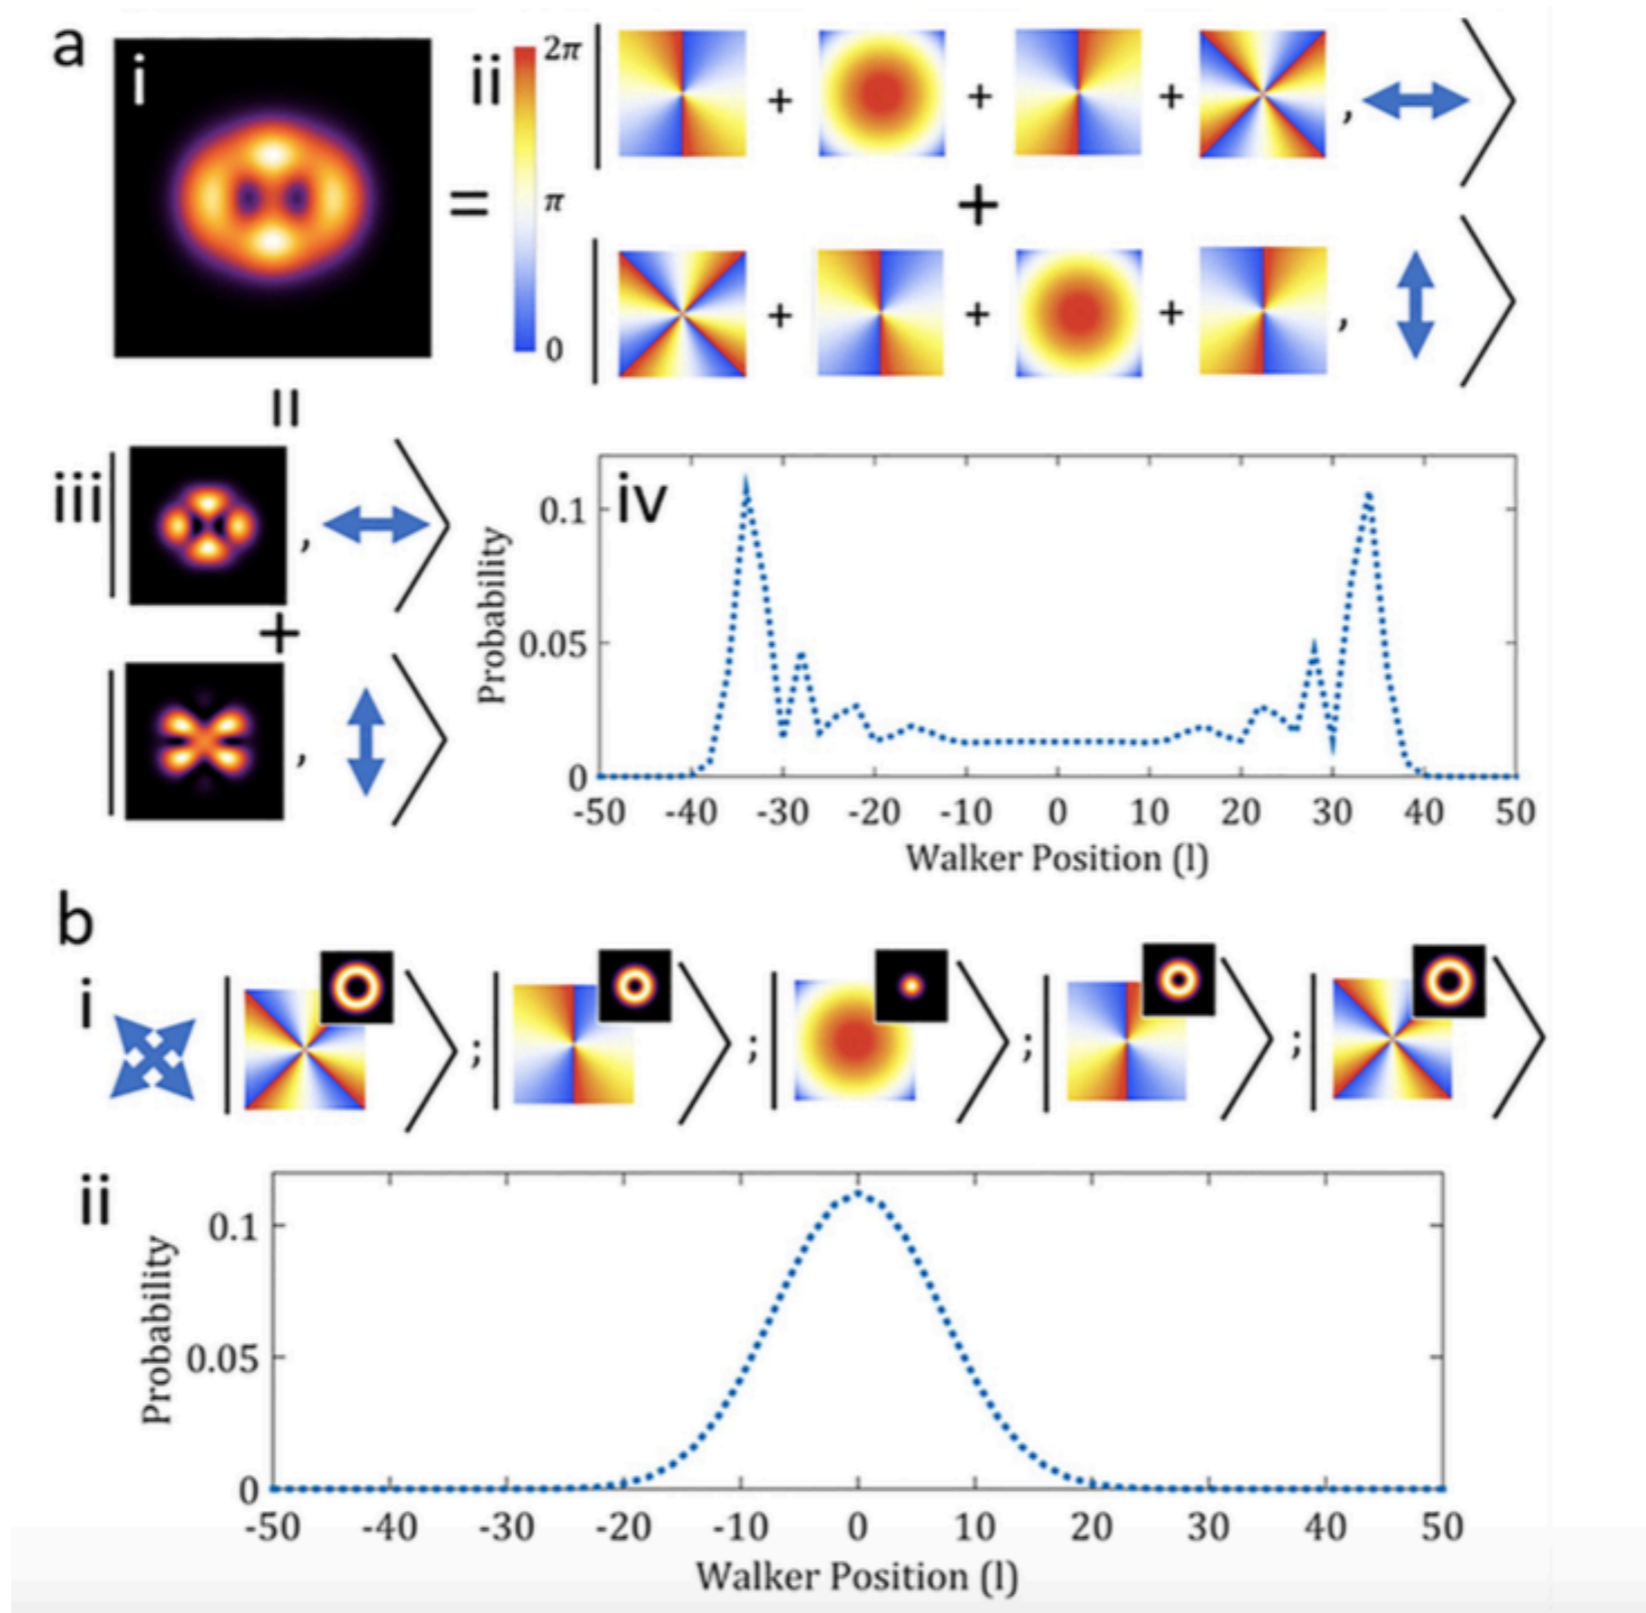 a
i
ii
2π
π
0
+ + + ,
+
+ + + ,
=
=
iii
,
+
,
iv
Probability
0.1
0.05
0
-50 -40 -30 -20 -10 0 10 20 30 40 50
Walker Position (l)
b
i
; ; ; ;
ii
Probability
0.1
0.05
0
-50 -40 -30 -20 -10 0 10 20 30 40 50
Walker Position (l)